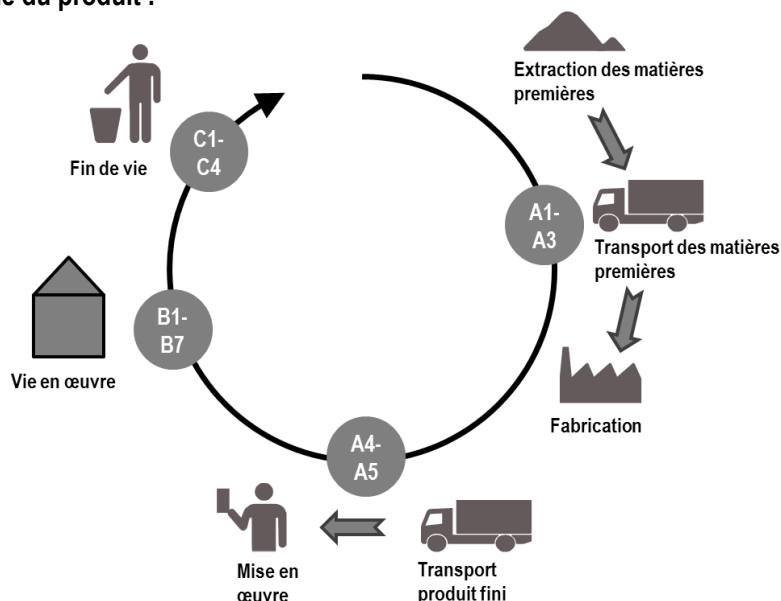 du produit :
Extraction des matières
premières
A1-
A3
Transport des matières
premières
Fabrication
A4-
A5
Transport
produit fini
Mise en
œuvre
B1-
B7
Vie en œuvre
C1-
C4
Fin de vie